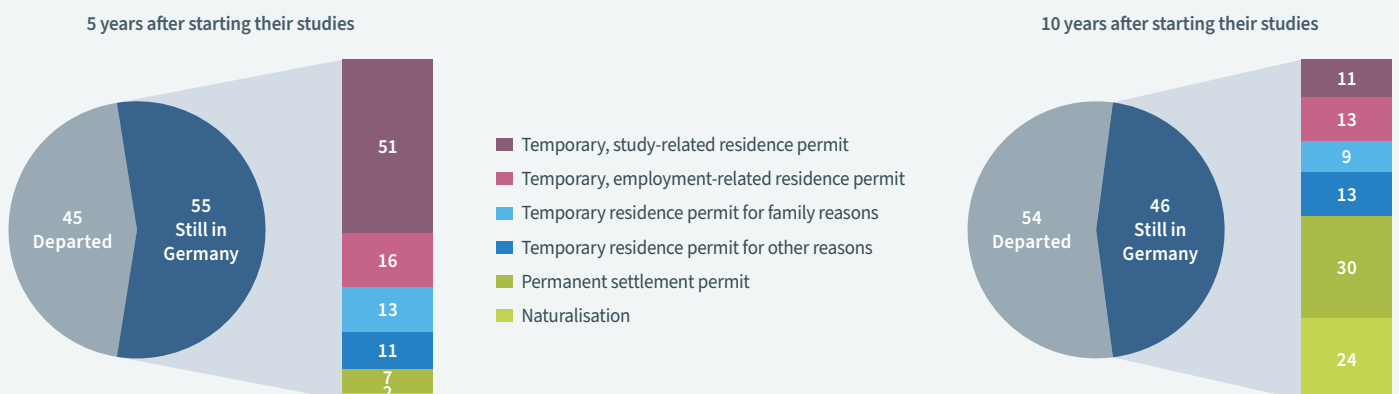 5 years after starting their studies
45
Departed
55
Still in
Germany
51
16
13
11
7
Temporary, study-related residence permit
Temporary, employment-related residence permit
Temporary residence permit for family reasons
Temporary residence permit for other reasons
Permanent settlement permit
Naturalisation
10 years after starting their studies
54
Departed
46
Still in
Germany
11
13
9
13
30
24